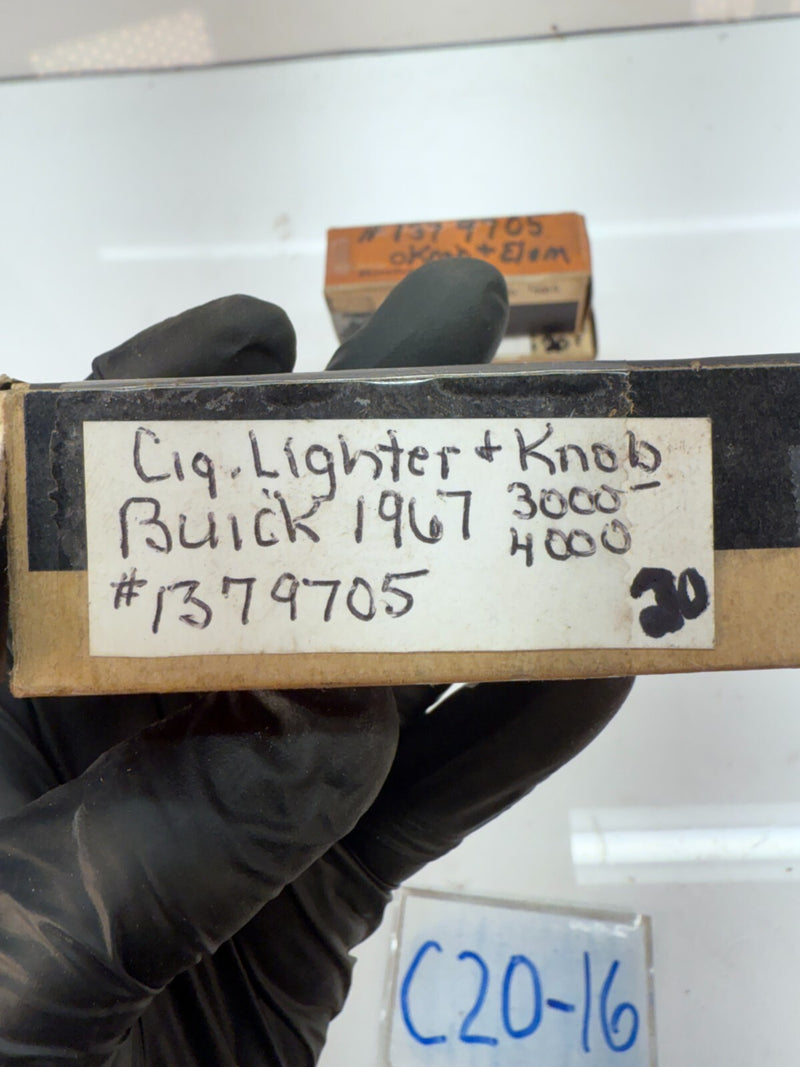 #1379705
Knob + Elem
Cig. Lighter + Knob
Buick 1967 3000-
4000
#1379705
30
C20-16